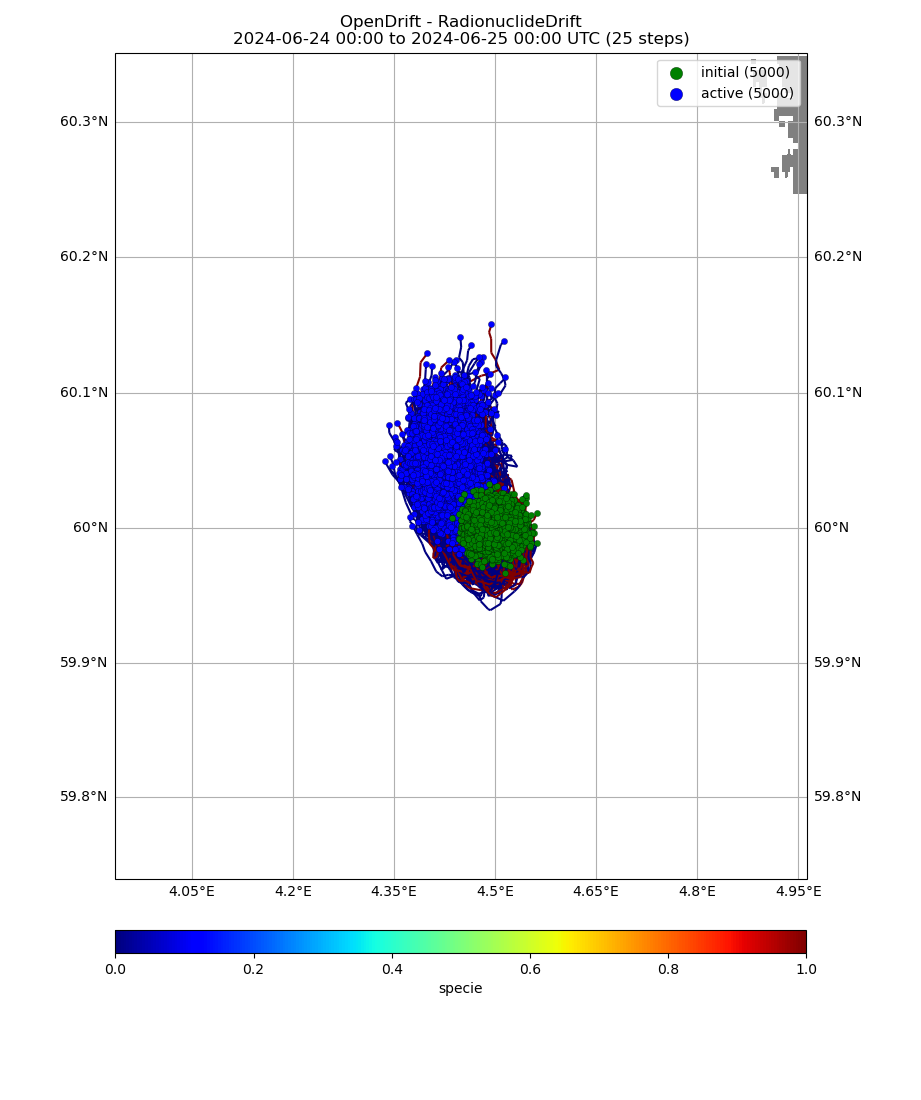 OpenDrift - RadionuclideDrift
2024-06-24 00:00 to 2024-06-25 00:00 UTC (25 steps)
initial (5000)
active (5000)
60.3°N 60.3°N
60.2°N 60.2°N
60.1°N 60.1°N
60°N 60°N
59.9°N 59.9°N
59.8°N 59.8°N
4.05°E 4.2°E 4.35°E 4.5°E 4.65°E 4.8°E 4.95°E
0.0 0.2 0.4 0.6 0.8 1.0
specie